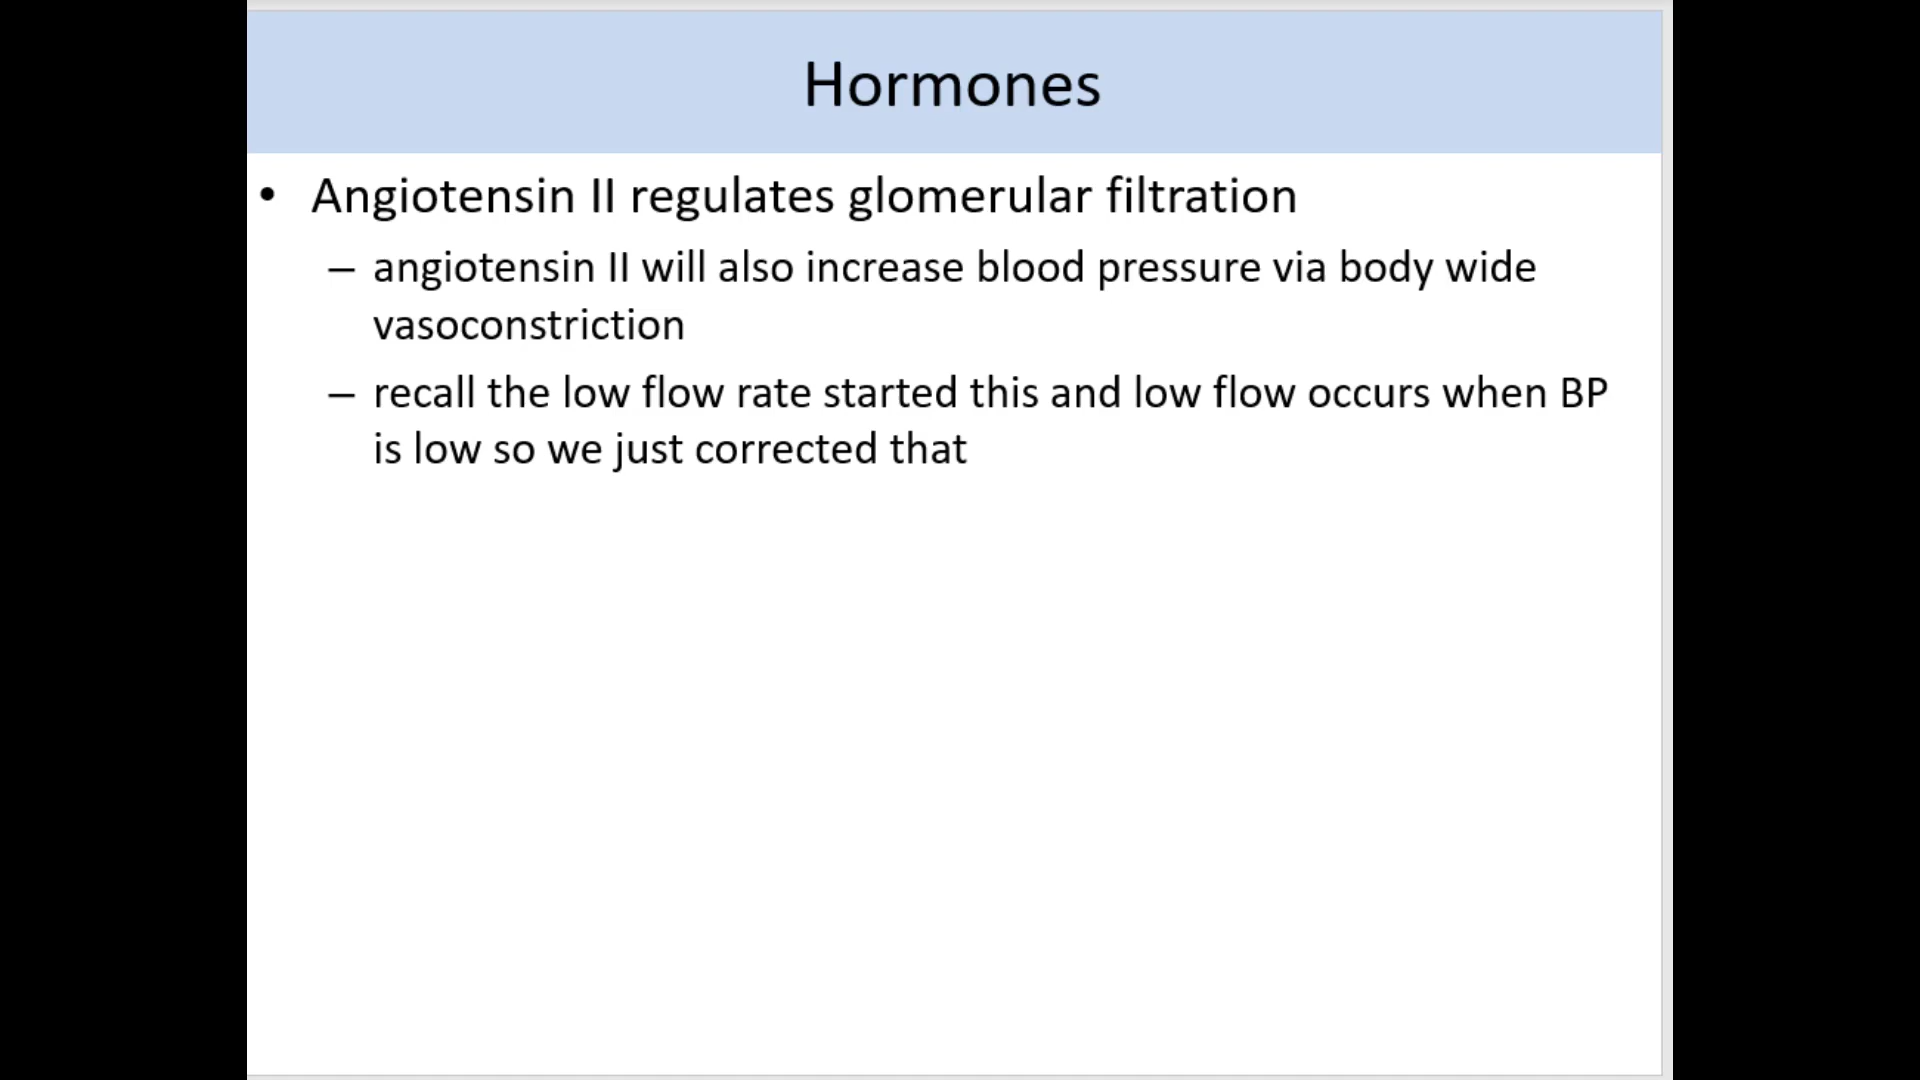 Hormones
• Angiotensin II regulates glomerular filtration
– angiotensin II will also increase blood pressure via body wide
vasoconstriction
– recall the low flow rate started this and low flow occurs when BP
is low so we just corrected that